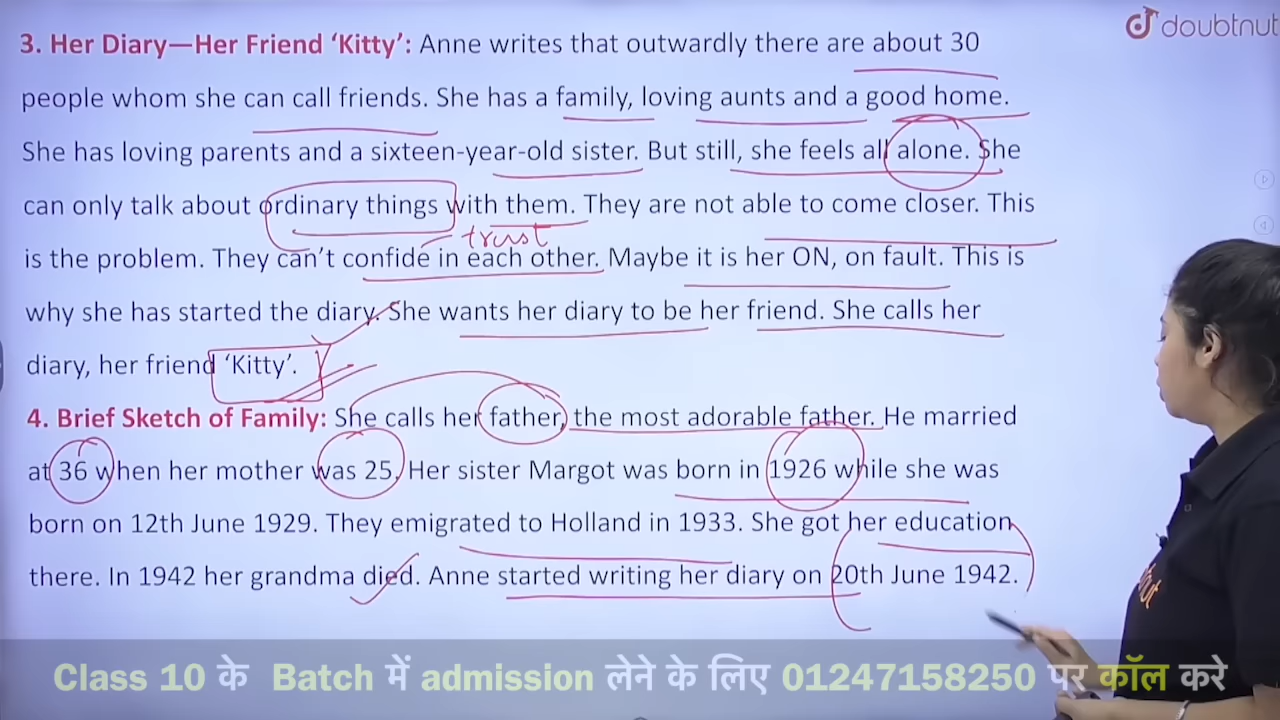 doubtnut
3. Her Diary—Her Friend ‘Kitty’: Anne writes that outwardly there are about 30
people whom she can call friends. She has a family, loving aunts and a good home.
She has loving parents and a sixteen-year-old sister. But still, she feels all alone. She
can only talk about ordinary things with them. They are not able to come closer. This
trust
is the problem. They can’t confide in each other. Maybe it is her ON, on fault. This is
why she has started the diary. She wants her diary to be her friend. She calls her
diary, her friend ‘Kitty’.
4. Brief Sketch of Family: She calls her father, the most adorable father. He married
at 36 when her mother was 25. Her sister Margot was born in 1926 while she was
born on 12th June 1929. They emigrated to Holland in 1933. She got her education
there. In 1942 her grandma died. Anne started writing her diary on 20th June 1942.
Class 10 के Batch में admission लेने के लिए 01247158250 पर कॉल करे